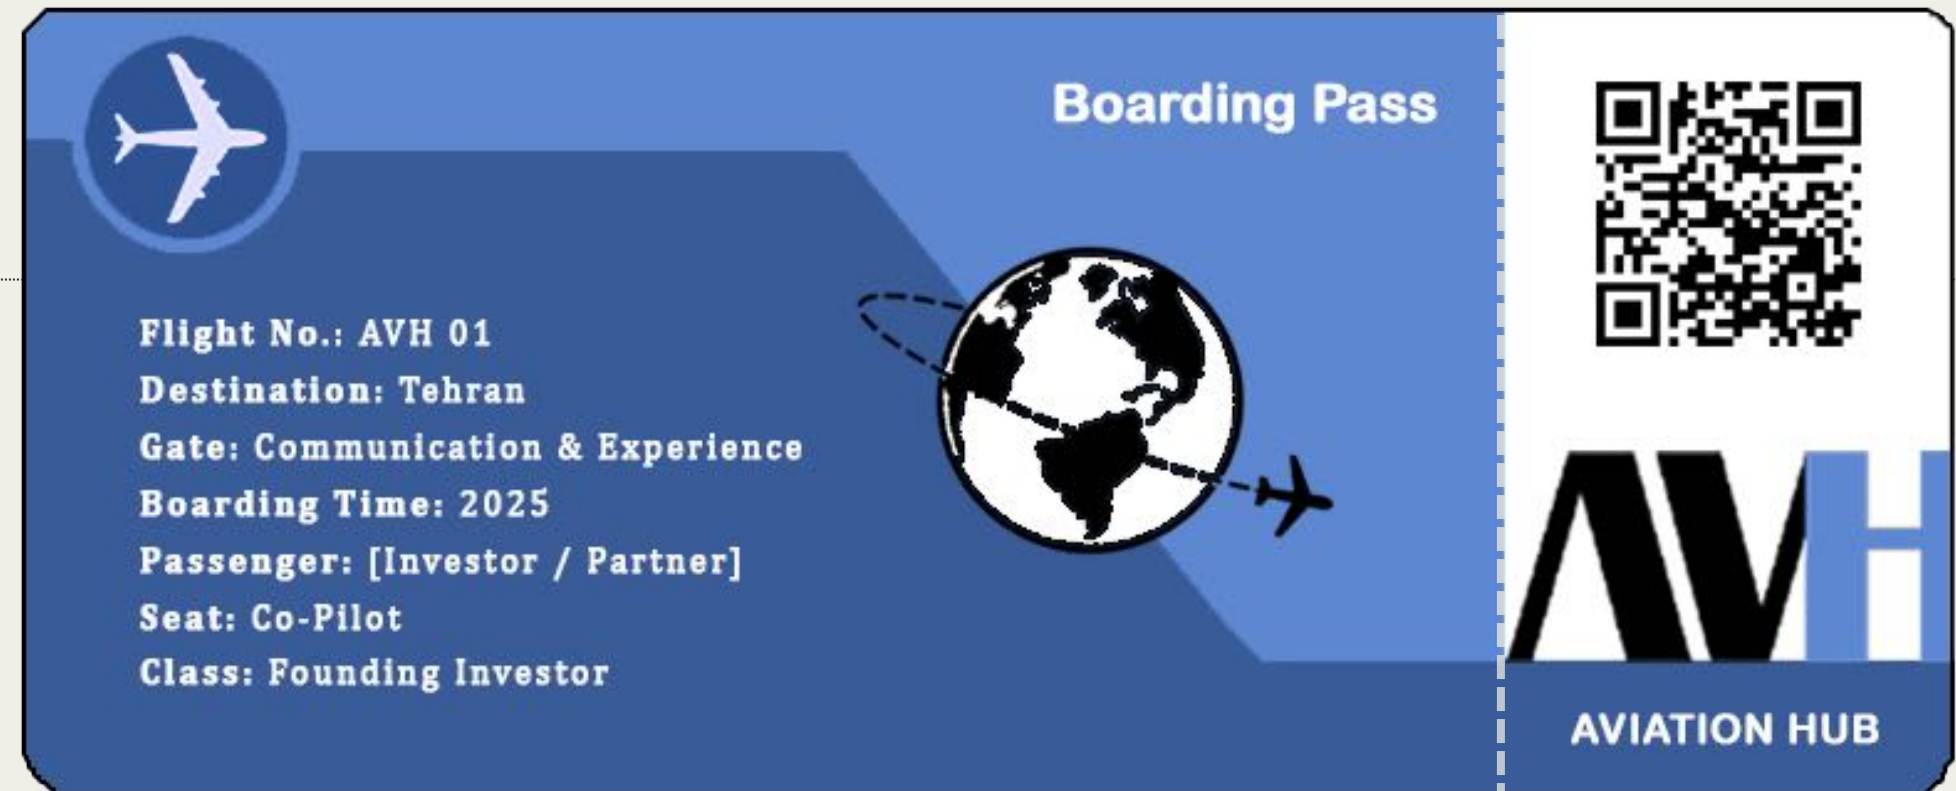 Boarding Pass
Flight No.: AVH 01
Destination: Tehran
Gate: Communication & Experience
Boarding Time: 2025
Passenger: [Investor / Partner]
Seat: Co-Pilot
Class: Founding Investor
AVH
AVIATION HUB